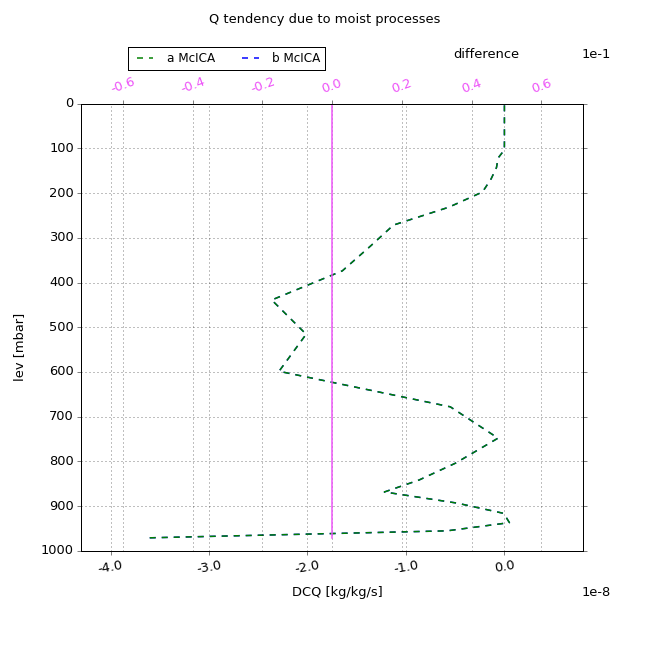 Q tendency due to moist processes
a McICA b McICA
difference 1e-1
-0.6 -0.4 -0.2 0.0 0.2 0.4 0.6
0
100
200
300
400
500
600
700
800
900
1000
lev [mbar]
-4.0 -3.0 -2.0 -1.0 0.0
DCQ [kg/kg/s] 1e-8